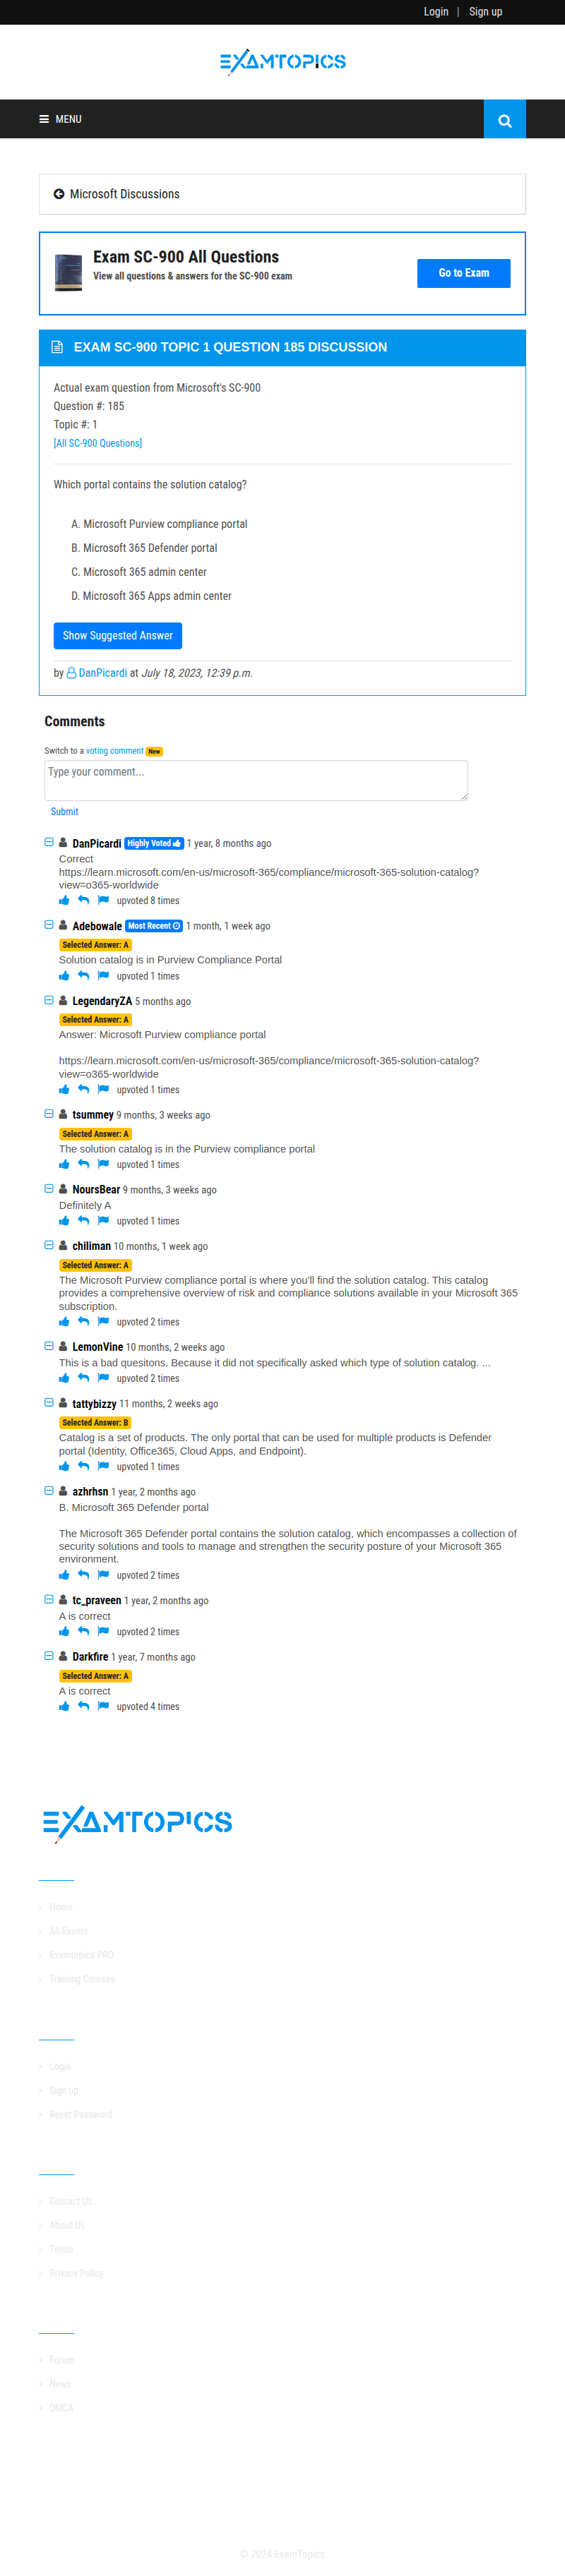 Login | Sign up
EXAMTOPICS
MENU
Microsoft Discussions
Exam SC-900 All Questions
View all questions & answers for the SC-900 exam
Go to Exam
EXAM SC-900 TOPIC 1 QUESTION 185 DISCUSSION
Actual exam question from Microsoft's SC-900
Question #: 185
Topic #: 1
[All SC-900 Questions]
Which portal contains the solution catalog?
A. Microsoft Purview compliance portal
B. Microsoft 365 Defender portal
C. Microsoft 365 admin center
D. Microsoft 365 Apps admin center
Show Suggested Answer
by DanPicardi at July 18, 2023, 12:39 p.m.
Comments
Switch to a voting comment New
Type your comment...
Submit
DanPicardi Highly Voted 1 year, 8 months ago
Correct
https://learn.microsoft.com/en-us/microsoft-365/compliance/microsoft-365-solution-catalog?
view=o365-worldwide
upvoted 8 times
Adebowale Most Recent 1 month, 1 week ago
Selected Answer: A
Solution catalog is in Purview Compliance Portal
upvoted 1 times
LegendaryZA 5 months ago
Selected Answer: A
Answer: Microsoft Purview compliance portal
https://learn.microsoft.com/en-us/microsoft-365/compliance/microsoft-365-solution-catalog?
view=o365-worldwide
upvoted 1 times
tsummey 9 months, 3 weeks ago
Selected Answer: A
The solution catalog is in the Purview compliance portal
upvoted 1 times
NoursBear 9 months, 3 weeks ago
Definitely A
upvoted 1 times
chiliman 10 months, 1 week ago
Selected Answer: A
The Microsoft Purview compliance portal is where you'll find the solution catalog. This catalog
provides a comprehensive overview of risk and compliance solutions available in your Microsoft 365
subscription.
upvoted 2 times
LemonVine 10 months, 2 weeks ago
This is a bad quesitons. Because it did not specifically asked which type of solution catalog. ...
upvoted 2 times
tattybizzy 11 months, 2 weeks ago
Selected Answer: B
Catalog is a set of products. The only portal that can be used for multiple products is Defender
portal (Identity, Office365, Cloud Apps, and Endpoint).
upvoted 1 times
azhrhsn 1 year, 2 months ago
B. Microsoft 365 Defender portal
The Microsoft 365 Defender portal contains the solution catalog, which encompasses a collection of
security solutions and tools to manage and strengthen the security posture of your Microsoft 365
environment.
upvoted 2 times
tc_praveen 1 year, 2 months ago
A is correct
upvoted 2 times
Darkfire 1 year, 7 months ago
Selected Answer: A
A is correct
upvoted 4 times
EXAMTOPICS
Home
All Exams
Examtopics PRO
Training Courses
Login
Sign up
Reset Password
Contact Us
About Us
Terms
Privacy Policy
Forum
News
DMCA
© 2024 ExamTopics